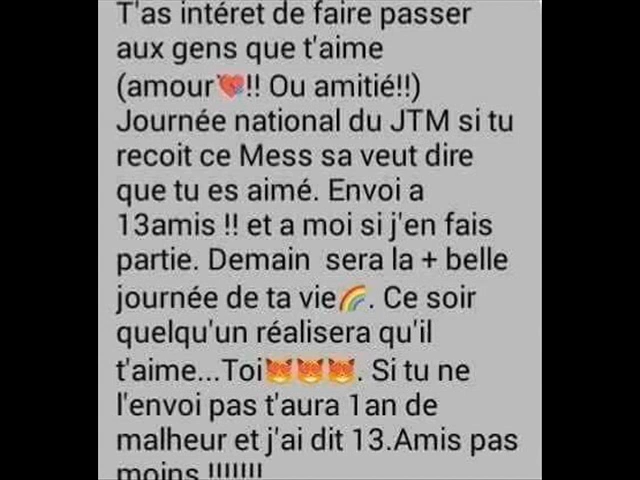 T'as intéret de faire passer
aux gens que t'aime
(amour💘!! Ou amitié!!)
Journée national du JTM si tu
recoit ce Mess sa veut dire
que tu es aimé. Envoi a
13amis !! et a moi si j'en fais
partie. Demain sera la + belle
journée de ta vie🌈. Ce soir
quelqu'un réalisera qu'il
t'aime...Toi😻😻😻. Si tu ne
l'envoi pas t'aura 1an de
malheur et j'ai dit 13.Amis pas
moins !!!!!!!